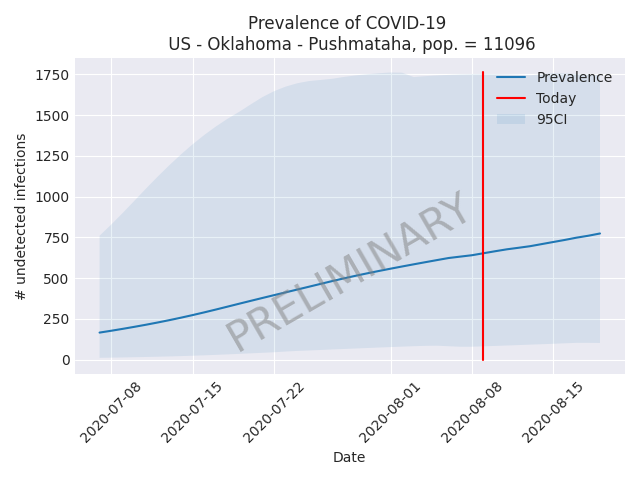 Prevalence of COVID-19
US - Oklahoma - Pushmataha, pop. = 11096
# undetected infections
1750
1500
1250
1000
750
500
250
0
Prevalence
Today
95CI
PRELIMINARY
2020-07-08
2020-07-15
2020-07-22
2020-08-01
2020-08-08
2020-08-15
Date